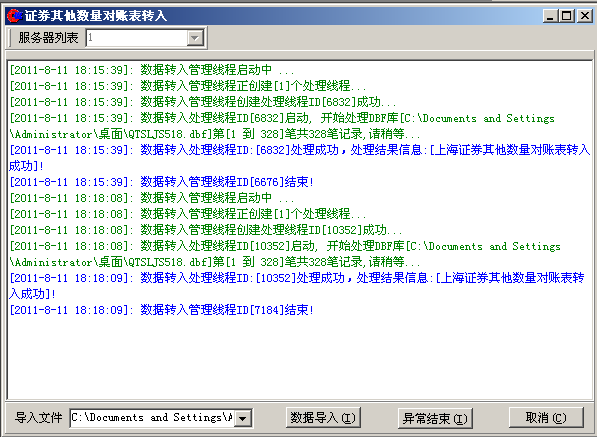 证券其他数量对账表转入
服务器列表 1
[2011-8-11 18:15:39]: 数据转入管理线程启动中 ...
[2011-8-11 18:15:39]: 数据转入管理线程正创建[1]个处理线程...
[2011-8-11 18:15:39]: 数据转入管理线程创建处理线程ID[6832]成功...
[2011-8-11 18:15:39]: 数据转入处理线程ID[6832]启动, 开始处理DBF库[C:\Documents and Settings
\Administrator\桌面\QTSLJS518.dbf]第[1 到 328]笔共328笔记录,请稍等...
[2011-8-11 18:15:39]: 数据转入处理线程ID:[6832]处理成功，处理结果信息:[上海证券其他数量对账表转入
成功]!
[2011-8-11 18:15:39]: 数据转入管理线程ID[6676]结束!
[2011-8-11 18:18:08]: 数据转入管理线程启动中 ...
[2011-8-11 18:18:08]: 数据转入管理线程正创建[1]个处理线程...
[2011-8-11 18:18:08]: 数据转入管理线程创建处理线程ID[10352]成功...
[2011-8-11 18:18:08]: 数据转入处理线程ID[10352]启动, 开始处理DBF库[C:\Documents and Settings
\Administrator\桌面\QTSLJS518.dbf]第[1 到 328]笔共328笔记录,请稍等...
[2011-8-11 18:18:09]: 数据转入处理线程ID:[10352]处理成功，处理结果信息:[上海证券其他数量对账表转
入成功]!
[2011-8-11 18:18:09]: 数据转入管理线程ID[7184]结束!
导入文件 C:\Documents and Settings\A 数据导入(I) 异常结束(I) 取消(C)